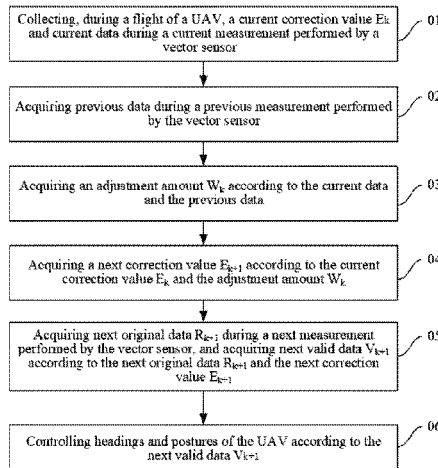 Collecting, during a flight of a UAV, a current correction value Ek
and current data during a current measurement performed by a
vector sensor
01
Acquiring previous data during a previous measurement performed
by the vector sensor
02
Acquiring an adjustment amount Wk according to the current data
and the previous data
03
Acquiring a next correction value Ek+1 according to the current
correction value Ek and the adjustment amount Wk
04
Acquiring next original data Rk+1 during a next measurement
performed by the vector sensor, and acquiring next valid data Vk+1
according to the next original data Rk+1 and the next correction
value Ek+1
05
Controlling headings and postures of the UAV according to the
next valid data Vk+1
06